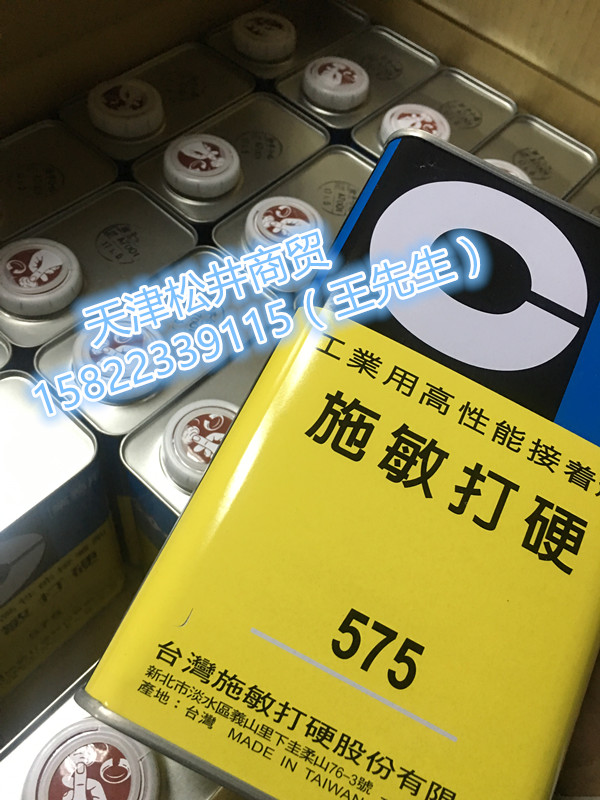 天津松井商贸
15822339115(王先生)
工業用高性能接着
施敏打硬
575
台灣施敏打硬股份有限
新北市淡水區義山里下圭柔山76-3號
產地:台灣 MADE IN TAIWAN